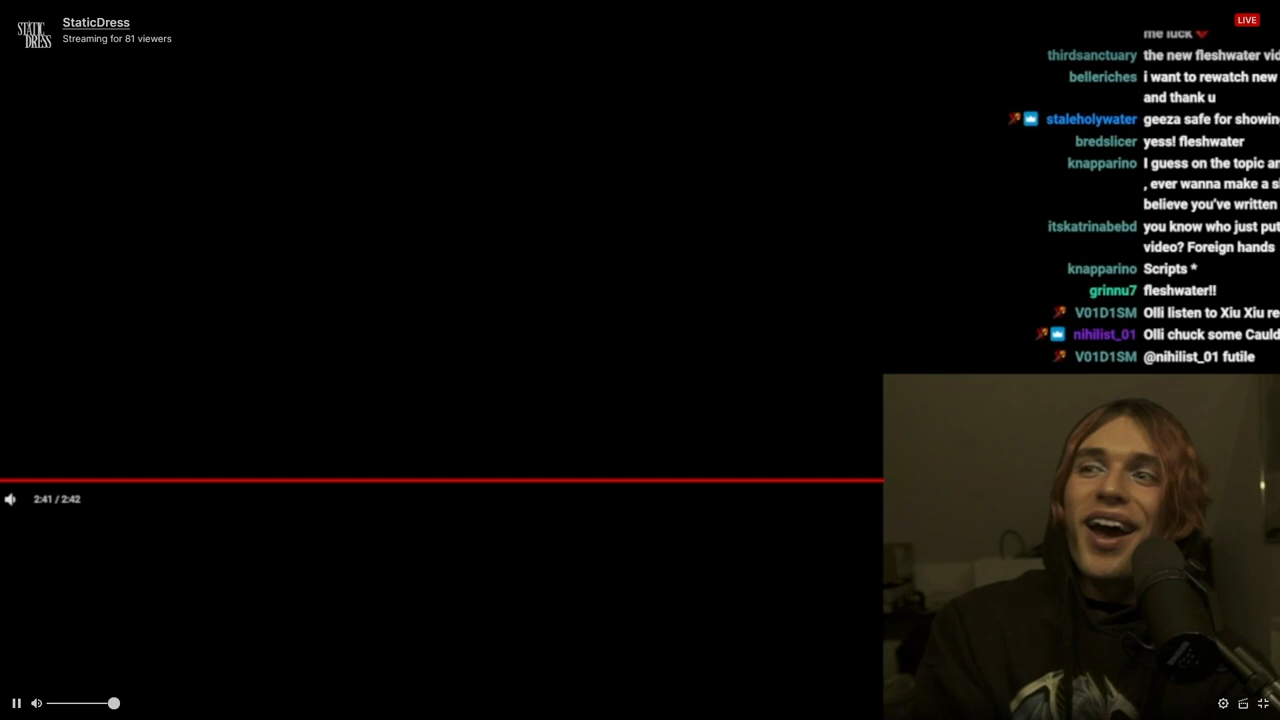 STATIC
DRESS
StaticDress
Streaming for 81 viewers
LIVE
me luck
thirdsanctuary the new fleshwater vid
belleriches i want to rewatch new
and thank u
staleholywater geeza safe for showin
bredslicer yess! fleshwater
knapparino I guess on the topic an
, ever wanna make a s
believe you've written
itskatrinabebd you know who just put
video? Foreign hands
knapparino Scripts *
grinnu7 fleshwater!!
V01D1SM Olli listen to Xiu Xiu re
nihilist_01 Olli chuck some Cauld
V01D1SM @nihilist_01 futile
2:41 / 2:42